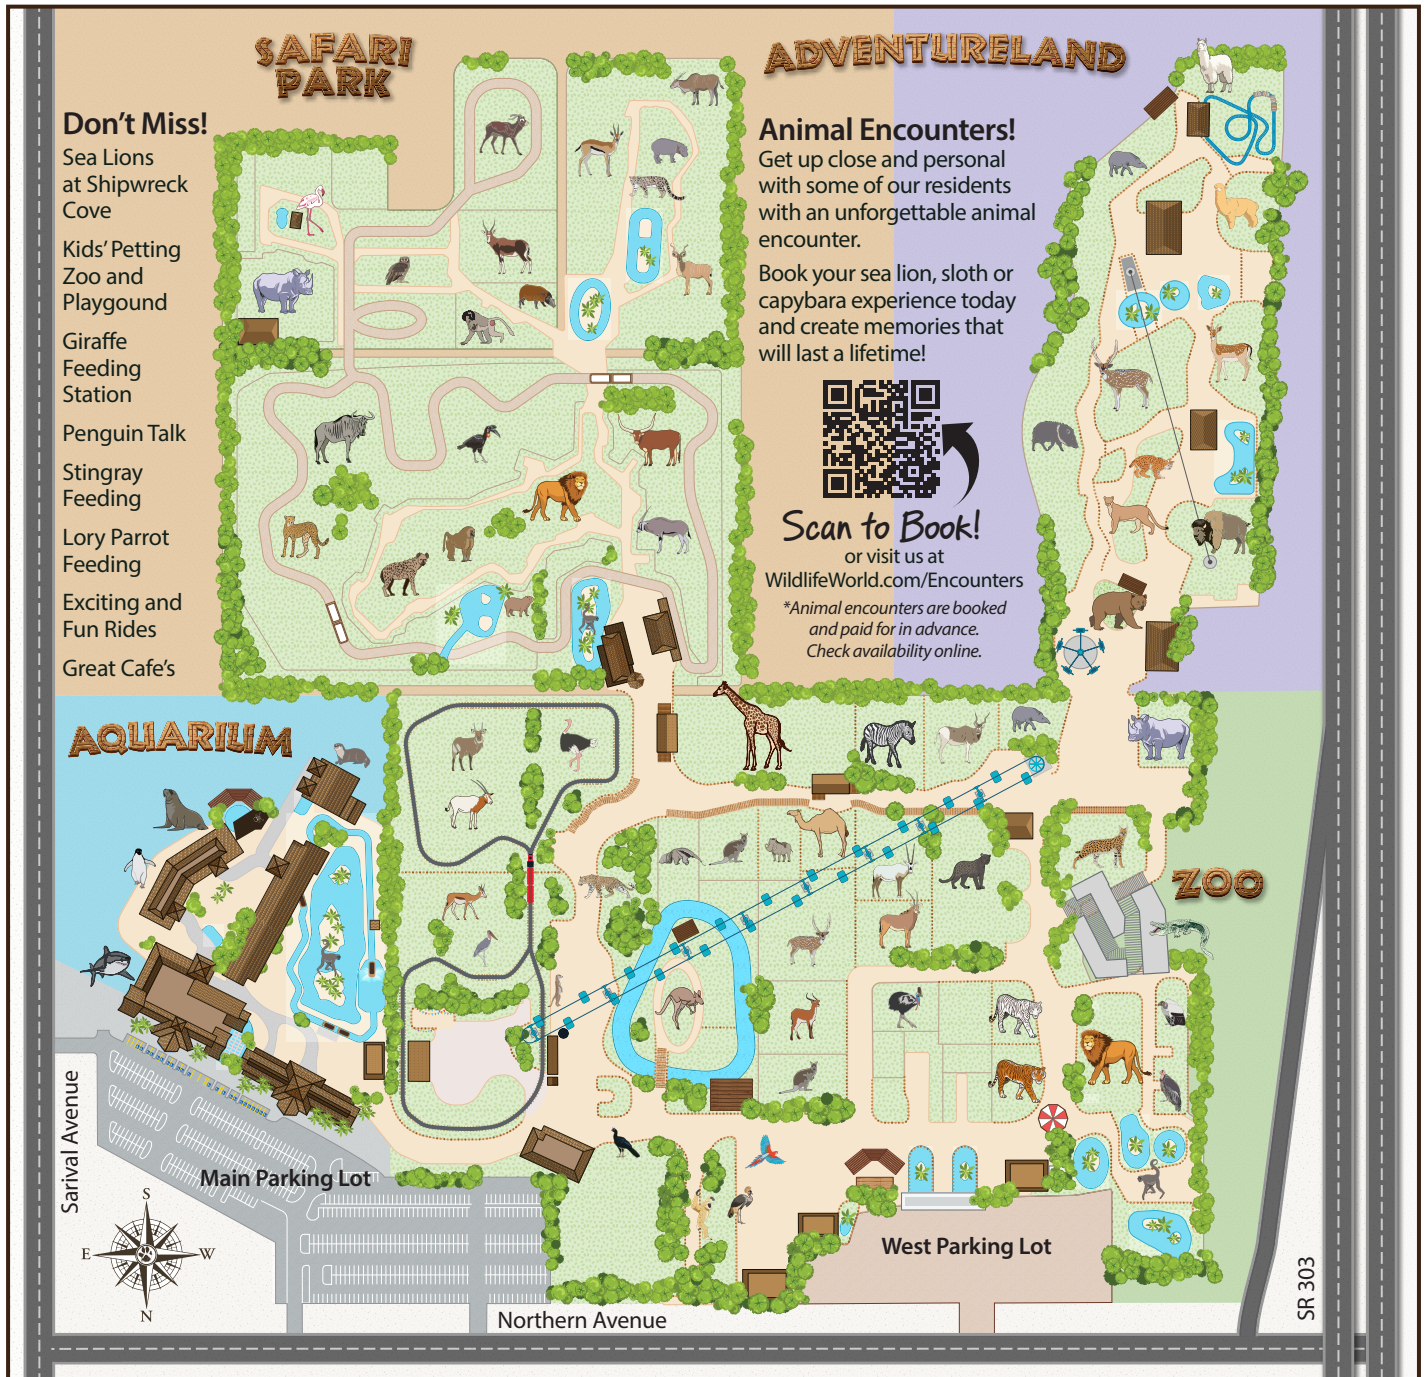 SAFARI
PARK
ADVENTURELAND
Don't Miss!
Sea Lions
at Shipwreck
Cove
Kids' Petting
Zoo and
Playgound
Giraffe
Feeding
Station
Penguin Talk
Stingray
Feeding
Lory Parrot
Feeding
Exciting and
Fun Rides
Great Cafe's
Animal Encounters!
Get up close and personal
with some of our residents
with an unforgettable animal
encounter.
Book your sea lion, sloth or
capybara experience today
and create memories that
will last a lifetime!
Scan to Book!
or visit us at
WildlifeWorld.com/Encounters
*Animal encounters are booked
and paid for in advance.
Check availability online.
AQUARIUM
ZOO
Sarival Avenue
Main Parking Lot
S
E
W
N
West Parking Lot
SR 303
Northern Avenue